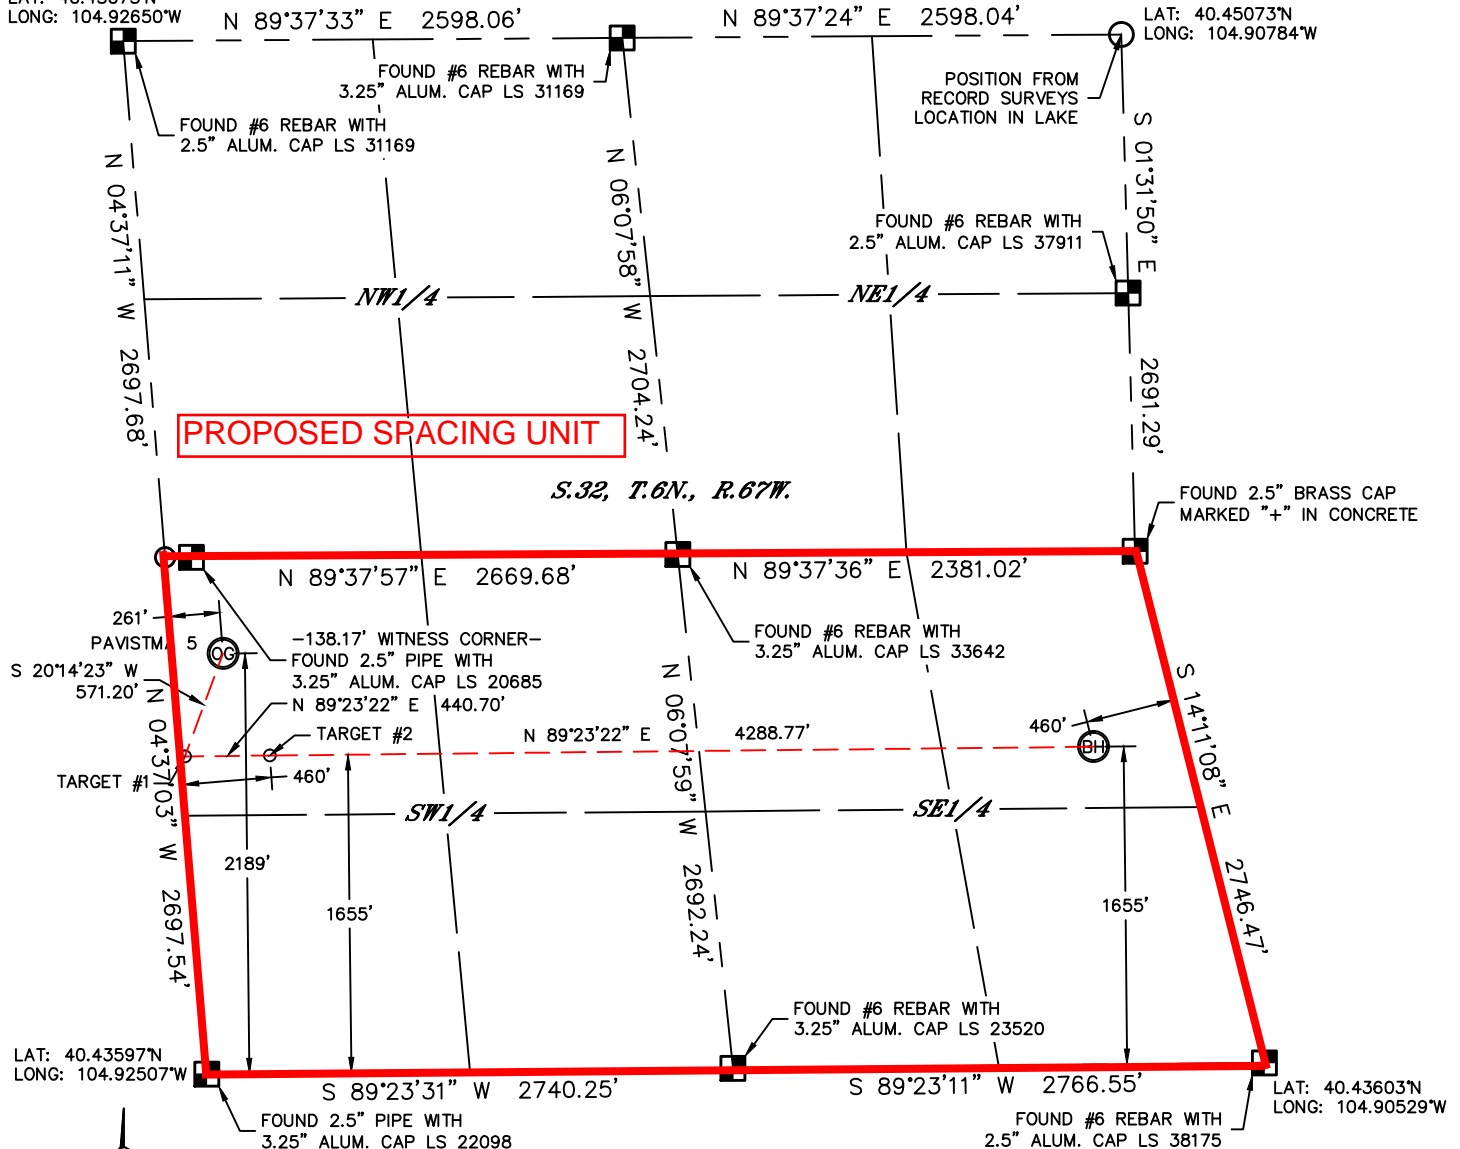 LONG: 104.92650°W
N 89°37'33" E 2598.06'
N 89°37'24" E 2598.04'
LAT: 40.45073°N
LONG: 104.90784°W
FOUND #6 REBAR WITH
3.25" ALUM. CAP LS 31169
POSITION FROM
RECORD SURVEYS
LOCATION IN LAKE
FOUND #6 REBAR WITH
2.5" ALUM. CAP LS 31169
N 04°37'11" W 2697.68'
N 06°07'58" W 2704.24'
S 01°31'50" E 2691.29'
FOUND #6 REBAR WITH
2.5" ALUM. CAP LS 37911
NW1/4
NE1/4
PROPOSED SPACING UNIT
S.32, T.6N., R.67W.
FOUND 2.5" BRASS CAP
MARKED "+" IN CONCRETE
N 89°37'57" E 2669.68'
N 89°37'36" E 2381.02'
261'
PAVISTMA 5
OG
-138.17' WITNESS CORNER-
FOUND 2.5" PIPE WITH
3.25" ALUM. CAP LS 20685
FOUND #6 REBAR WITH
3.25" ALUM. CAP LS 33642
S 20°14'23" W
571.20'
N 89°23'22" E 440.70'
TARGET #2
N 89°23'22" E 4288.77'
460'
BH
TARGET #1
460'
N 04°37'03" W 2697.54'
N 06°07'59" W 2692.24'
S 14°11'08" E 2746.47'
SW1/4
SE1/4
2189'
1655'
1655'
FOUND #6 REBAR WITH
3.25" ALUM. CAP LS 23520
LAT: 40.43597°N
LONG: 104.92507°W
S 89°23'31" W 2740.25'
S 89°23'11" W 2766.55'
LAT: 40.43603°N
LONG: 104.90529°W
FOUND 2.5" PIPE WITH
3.25" ALUM. CAP LS 22098
FOUND #6 REBAR WITH
2.5" ALUM. CAP LS 38175